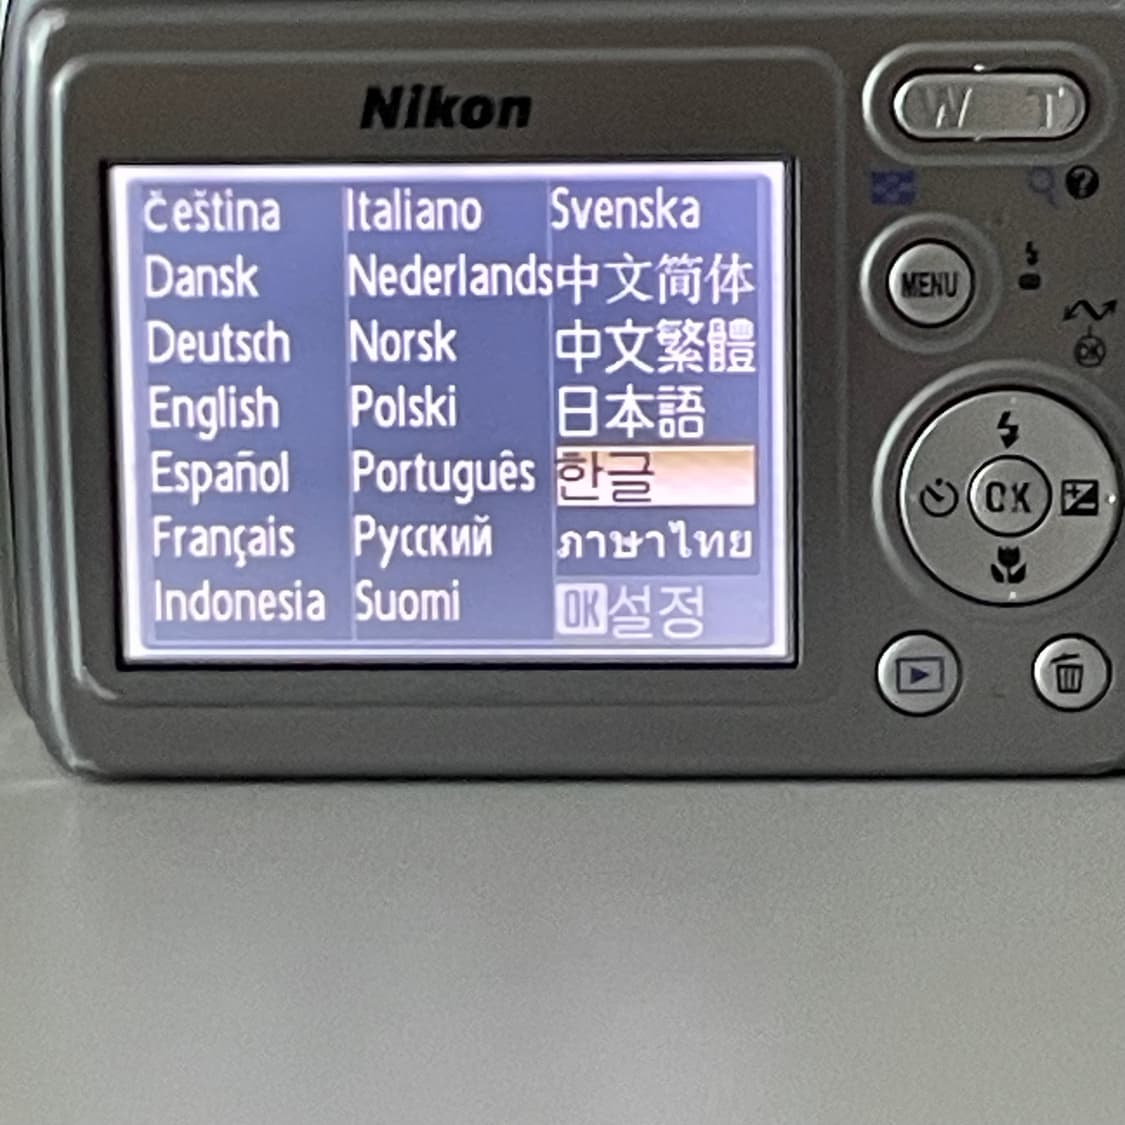 Nikon
W T
Čeština
Dansk
Deutsch
English
Español
Français
Indonesia
Italiano
Nederlands
Norsk
Polski
Português
Русский
Suomi
Svenska
中文简体
中文繁體
日本語
한글
ภาษาไทย
OK설정
?
MENU
OK
OK